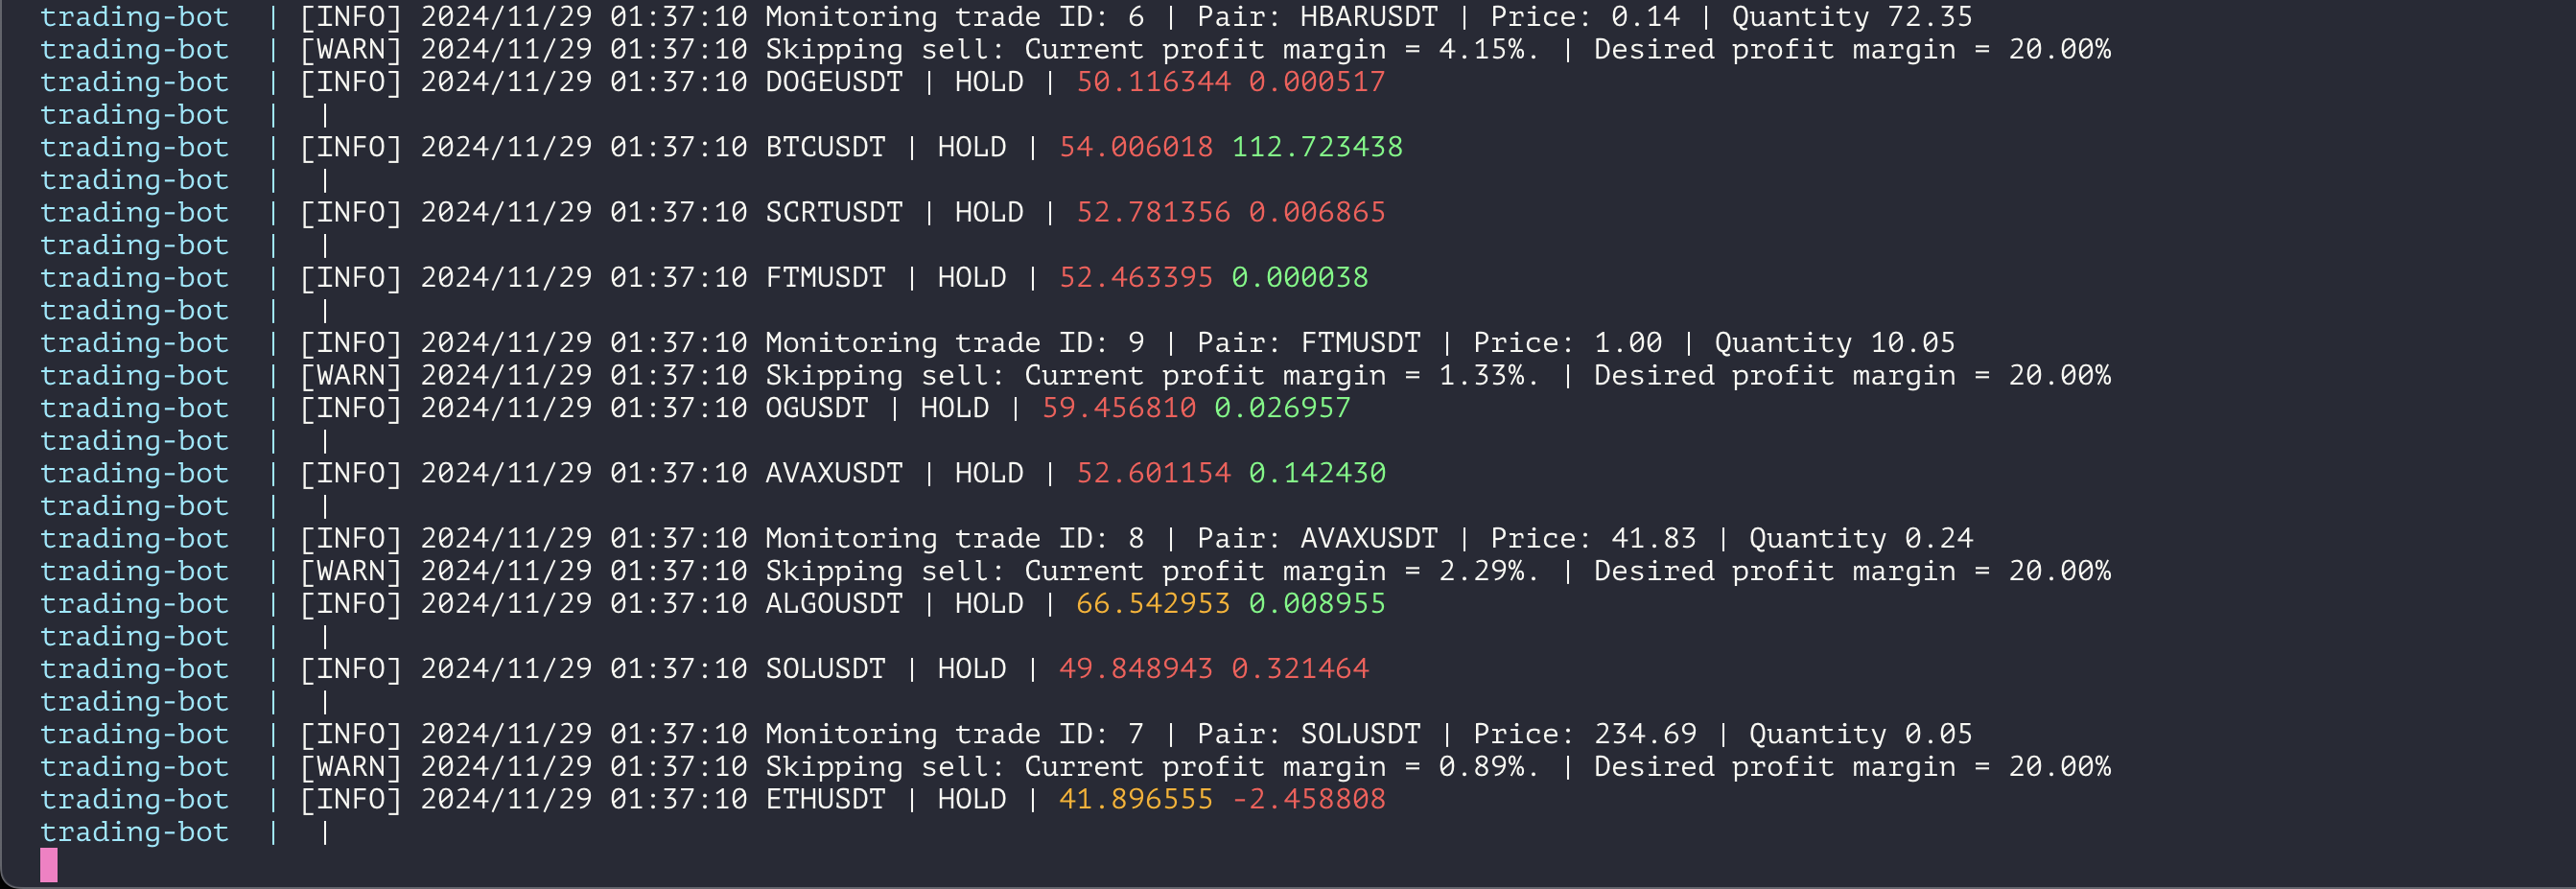 trading-bot  | [INFO] 2024/11/29 01:37:10 Monitoring trade ID: 6 | Pair: HBARUSDT | Price: 0.14 | Quantity 72.35
trading-bot  | [WARN] 2024/11/29 01:37:10 Skipping sell: Current profit margin = 4.15%. | Desired profit margin = 20.00%
trading-bot  | [INFO] 2024/11/29 01:37:10 DOGEUSDT | HOLD | 50.116344 0.000517
trading-bot  |  |
trading-bot  | [INFO] 2024/11/29 01:37:10 BTCUSDT | HOLD | 54.006018 112.723438
trading-bot  |  |
trading-bot  | [INFO] 2024/11/29 01:37:10 SCRTUSDT | HOLD | 52.781356 0.006865
trading-bot  |  |
trading-bot  | [INFO] 2024/11/29 01:37:10 FTMUSDT | HOLD | 52.463395 0.000038
trading-bot  |  |
trading-bot  | [INFO] 2024/11/29 01:37:10 Monitoring trade ID: 9 | Pair: FTMUSDT | Price: 1.00 | Quantity 10.05
trading-bot  | [WARN] 2024/11/29 01:37:10 Skipping sell: Current profit margin = 1.33%. | Desired profit margin = 20.00%
trading-bot  | [INFO] 2024/11/29 01:37:10 OGUSDT | HOLD | 59.456810 0.026957
trading-bot  |  |
trading-bot  | [INFO] 2024/11/29 01:37:10 AVAXUSDT | HOLD | 52.601154 0.142430
trading-bot  |  |
trading-bot  | [INFO] 2024/11/29 01:37:10 Monitoring trade ID: 8 | Pair: AVAXUSDT | Price: 41.83 | Quantity 0.24
trading-bot  | [WARN] 2024/11/29 01:37:10 Skipping sell: Current profit margin = 2.29%. | Desired profit margin = 20.00%
trading-bot  | [INFO] 2024/11/29 01:37:10 ALGOUSDT | HOLD | 66.542953 0.008955
trading-bot  |  |
trading-bot  | [INFO] 2024/11/29 01:37:10 SOLUSDT | HOLD | 49.848943 0.321464
trading-bot  |  |
trading-bot  | [INFO] 2024/11/29 01:37:10 Monitoring trade ID: 7 | Pair: SOLUSDT | Price: 234.69 | Quantity 0.05
trading-bot  | [WARN] 2024/11/29 01:37:10 Skipping sell: Current profit margin = 0.89%. | Desired profit margin = 20.00%
trading-bot  | [INFO] 2024/11/29 01:37:10 ETHUSDT | HOLD | 41.896555 -2.458808
trading-bot  |  |